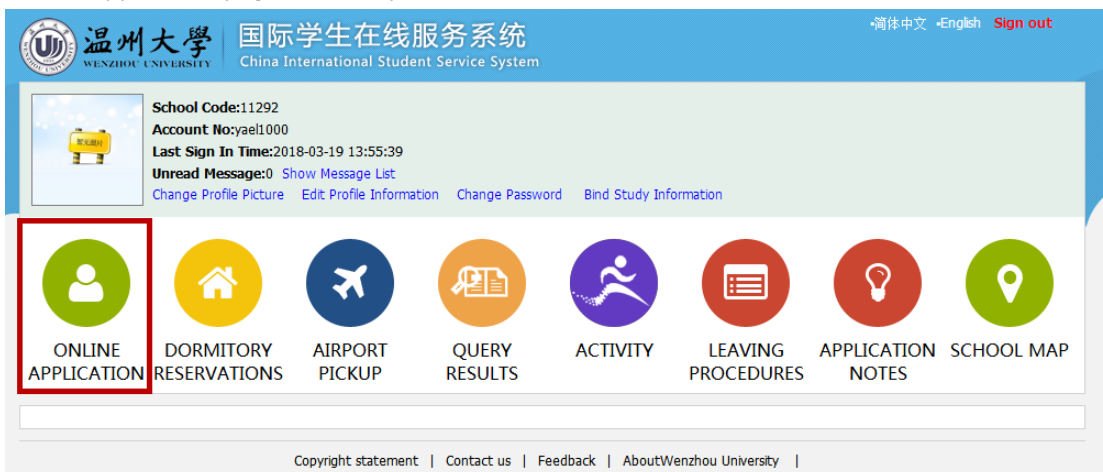 温州大學
WENZHOU UNIVERSITY
国际学生在线服务系统
China International Student Service System
•简体中文 •English Sign out
暂无图片
School Code:11292
Account No:yael1000
Last Sign In Time:2018-03-19 13:55:39
Unread Message:0 Show Message List
Change Profile Picture Edit Profile Information Change Password Bind Study Information
ONLINE APPLICATION
DORMITORY RESERVATIONS
AIRPORT PICKUP
QUERY RESULTS
ACTIVITY
LEAVING PROCEDURES
APPLICATION NOTES
SCHOOL MAP
Copyright statement | Contact us | Feedback | AboutWenzhou University |